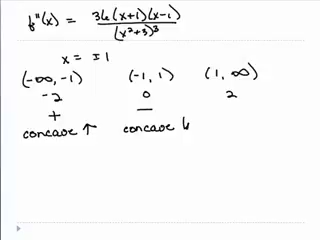 f''(x) = 36(x+1)(x-1) / (x²+3)³
x = ±1
(-∞, -1) (-1, 1) (1, ∞)
-2 0 2
+ −
concave ↑ concave